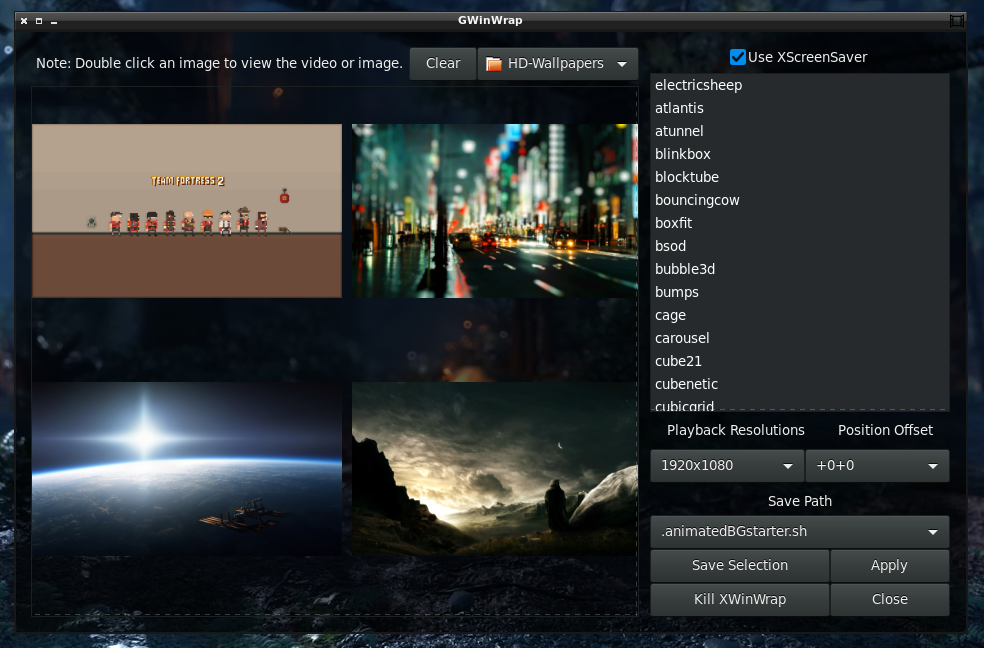 GWinWrap
Note: Double click an image to view the video or image.
Clear
HD-Wallpapers
TEAM FORTRESS 2
Use XScreenSaver
electricsheep
atlantis
atunnel
blinkbox
blocktube
bouncingcow
boxfit
bsod
bubble3d
bumps
cage
carousel
cube21
cubenetic
cubicgrid
Playback Resolutions
Position Offset
1920x1080
+0+0
Save Path
.animatedBGstarter.sh
Save Selection
Apply
Kill XWinWrap
Close